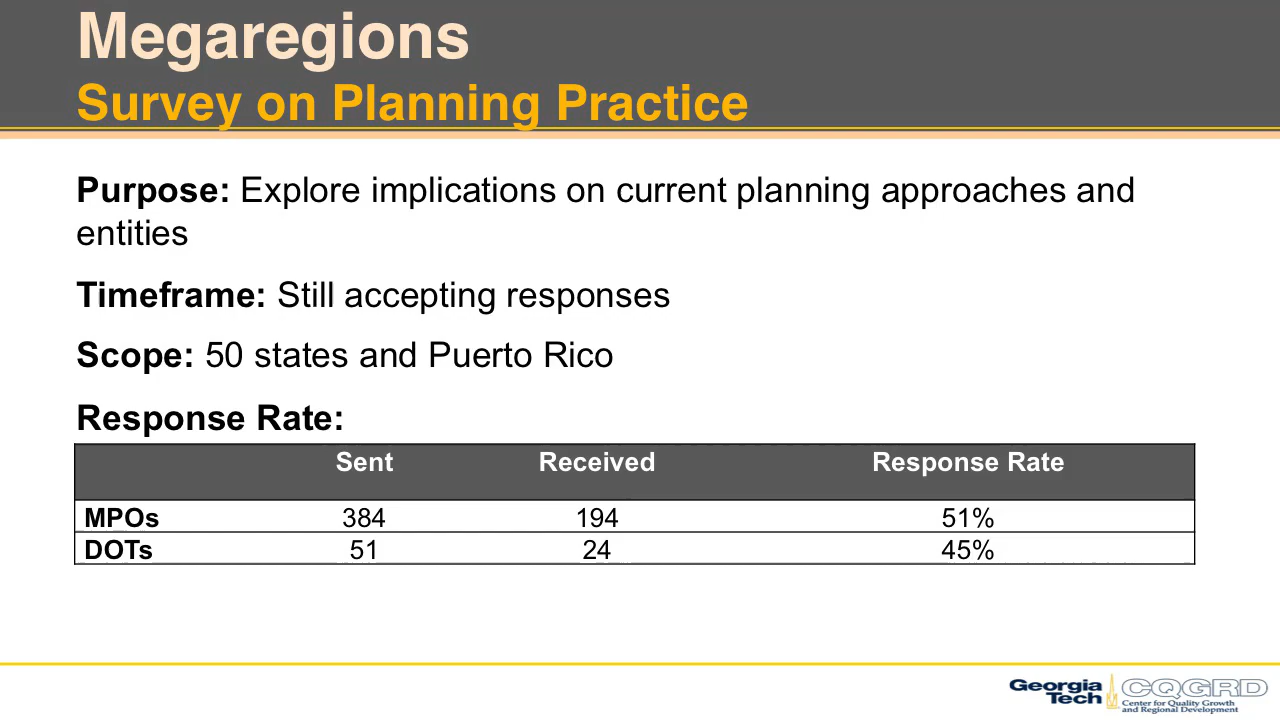 Megaregions
Survey on Planning Practice
Purpose: Explore implications on current planning approaches and
entities
Timeframe: Still accepting responses
Scope: 50 states and Puerto Rico
Response Rate:
Sent Received Response Rate
MPOs 384 194 51%
DOTs 51 24 45%
Georgia
Tech
CQGRD
Center for Quality Growth
and Regional Development